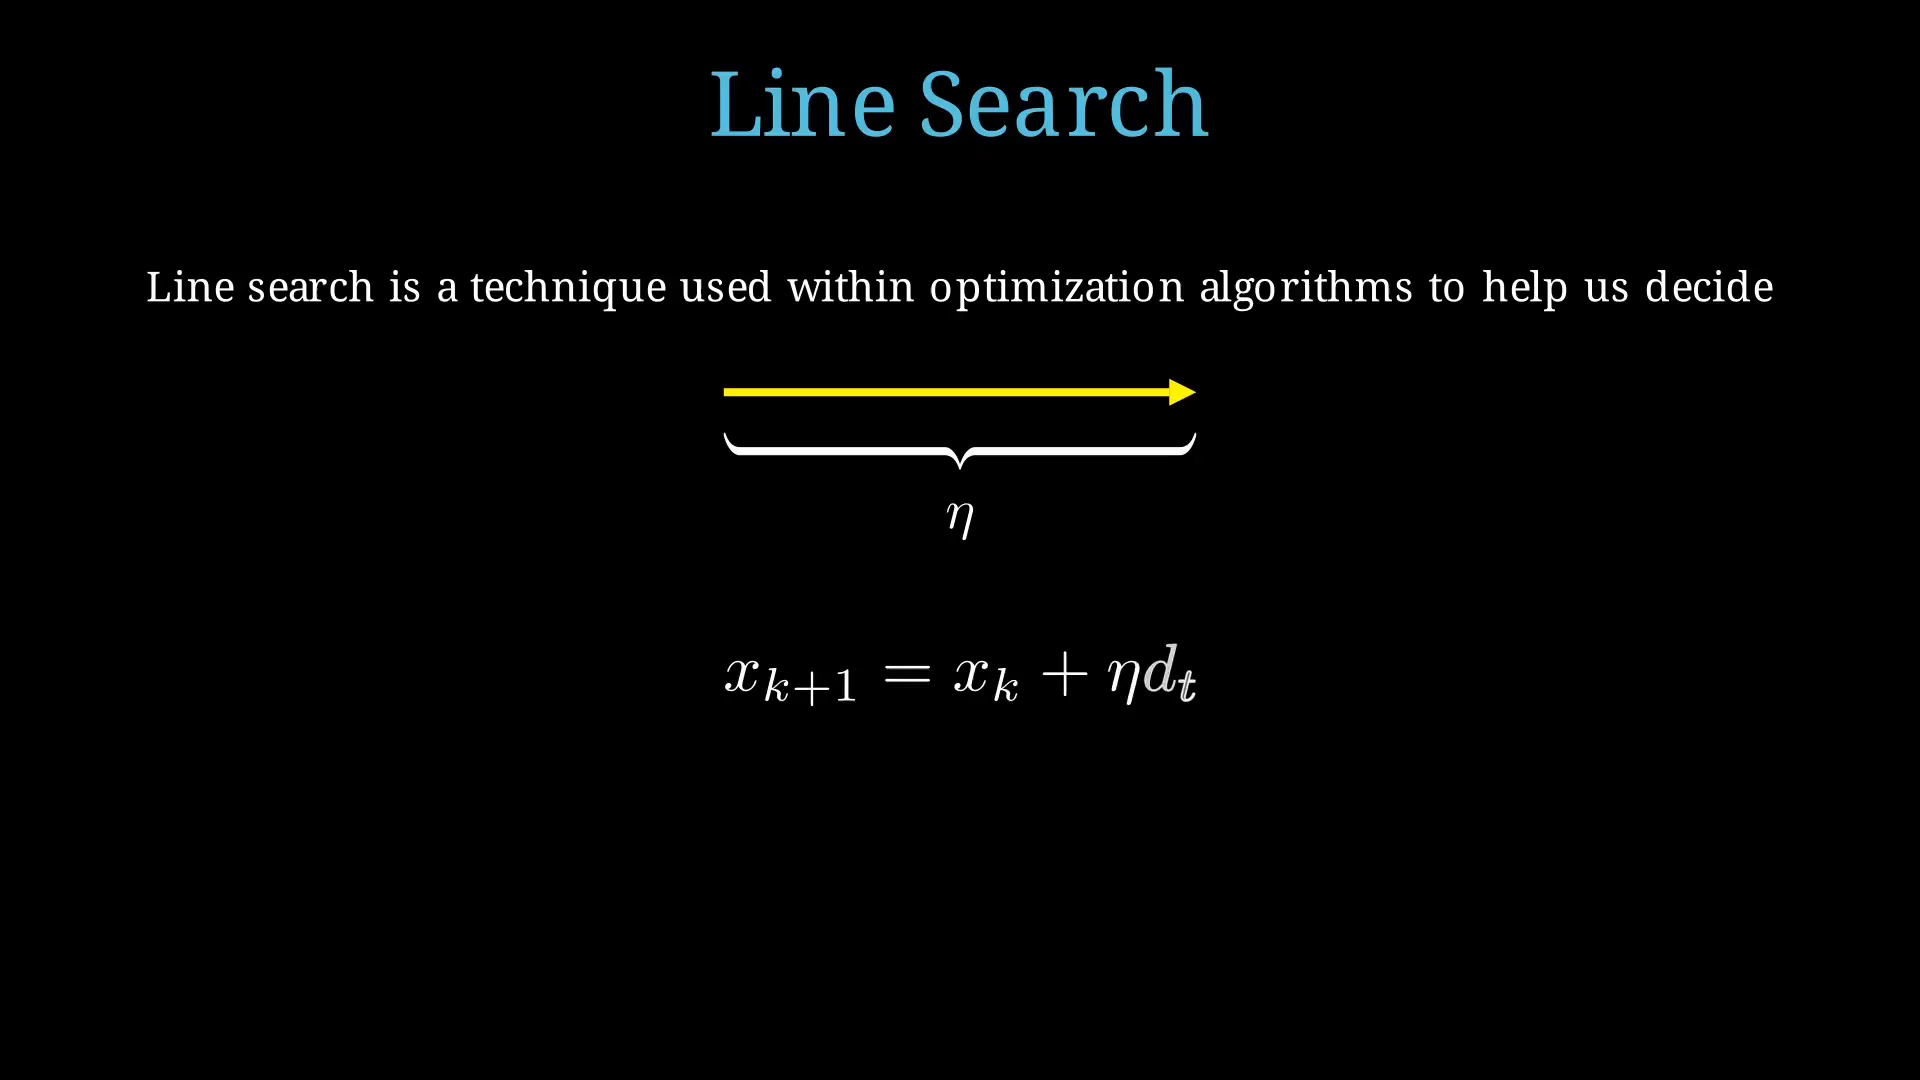 Line Search
Line search is a technique used within optimization algorithms to help us decide
η
x_{k+1} = x_k + ηd_t